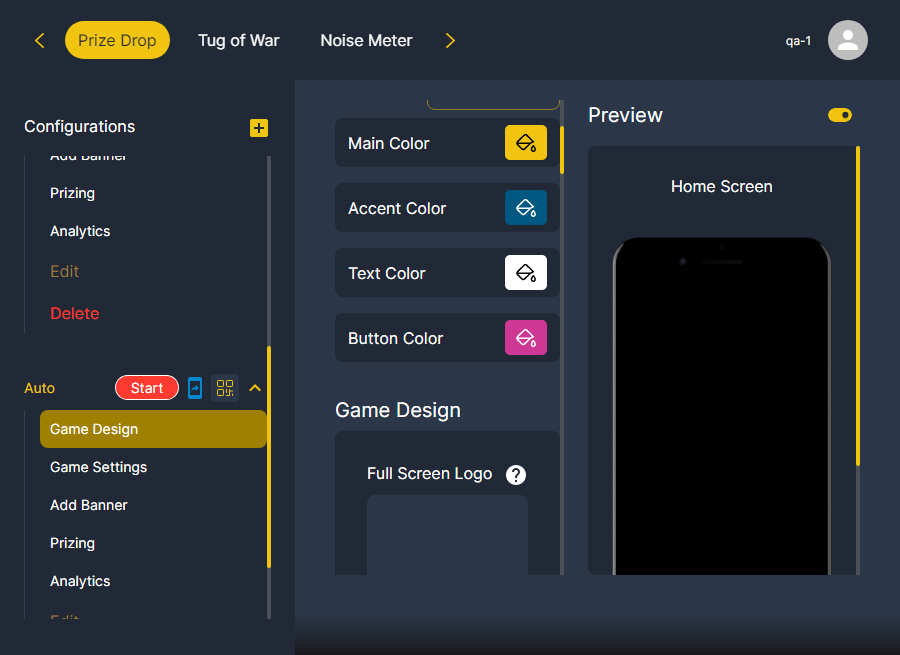 Prize Drop
Tug of War
Noise Meter
qa-1
Configurations
Add Banner
Prizing
Analytics
Edit
Delete
Auto
Start
Game Design
Game Settings
Add Banner
Prizing
Analytics
Edit
Main Color
Accent Color
Text Color
Button Color
Game Design
Full Screen Logo ?
Preview
Home Screen